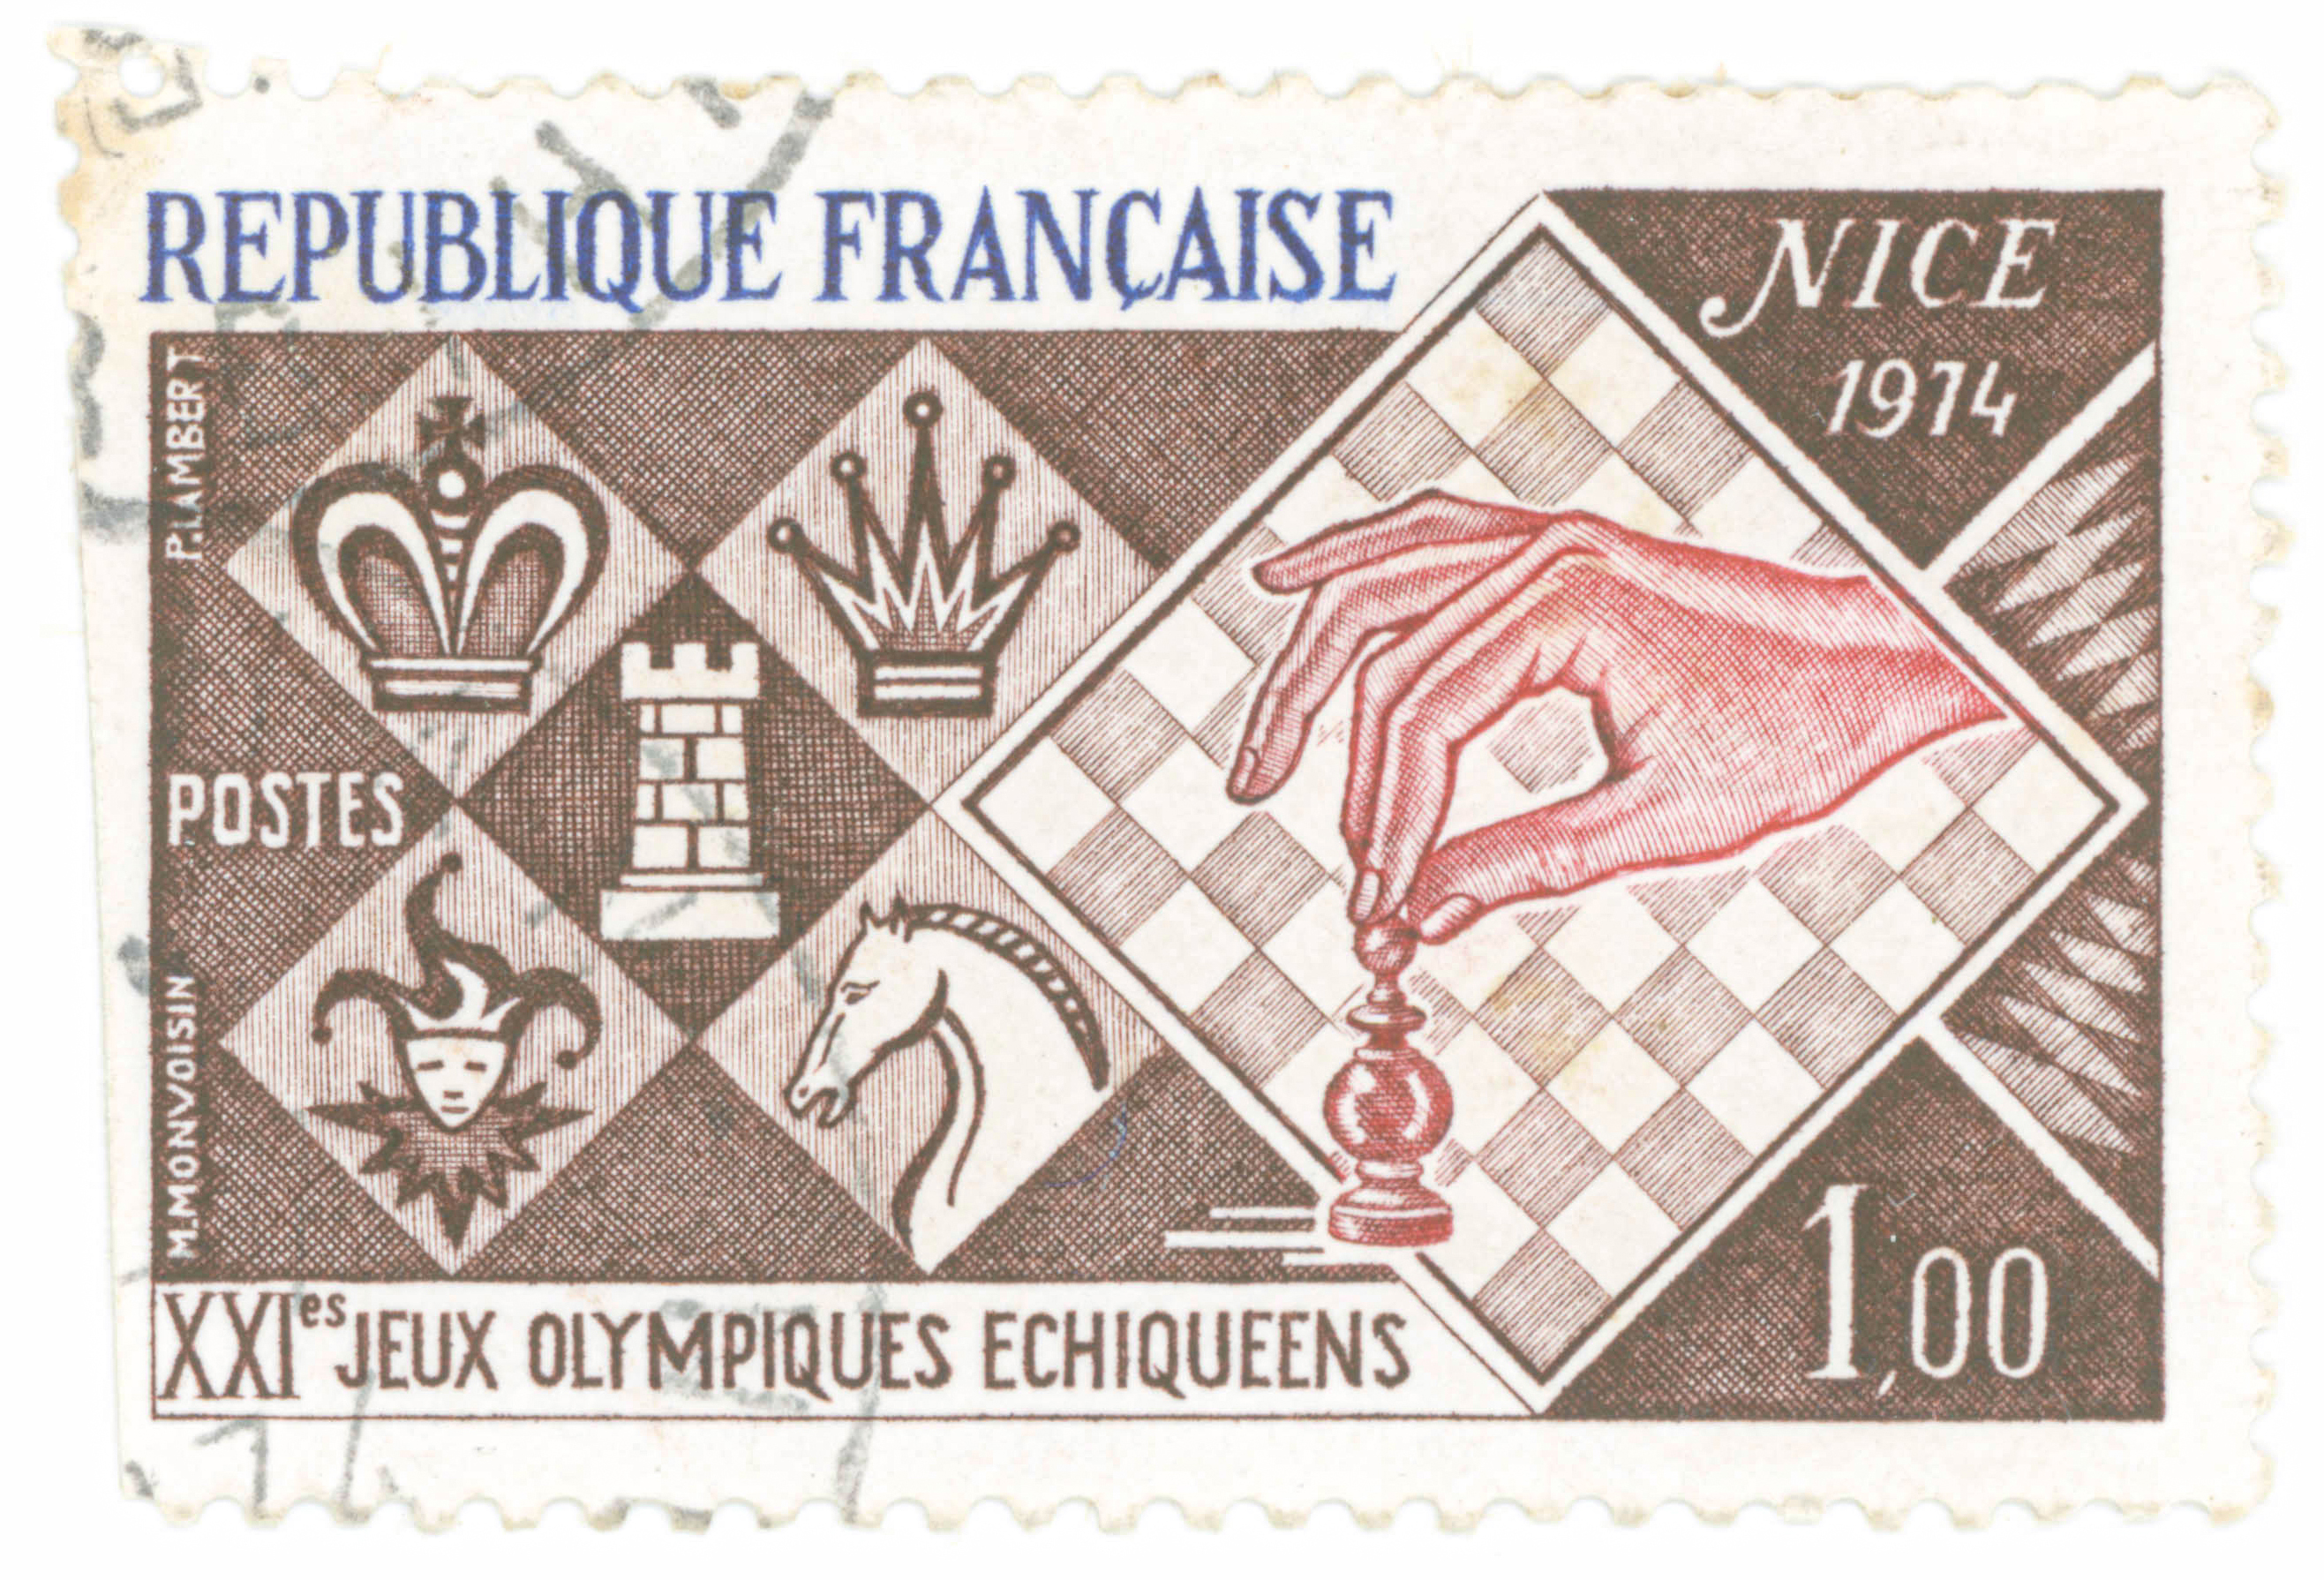 REPUBLIQUE FRANÇAISE
NICE
1974
P. LAMBERT
POSTES
M. MONVOISIN
XXIes JEUX OLYMPIQUES ECHIQUEENS
1,00